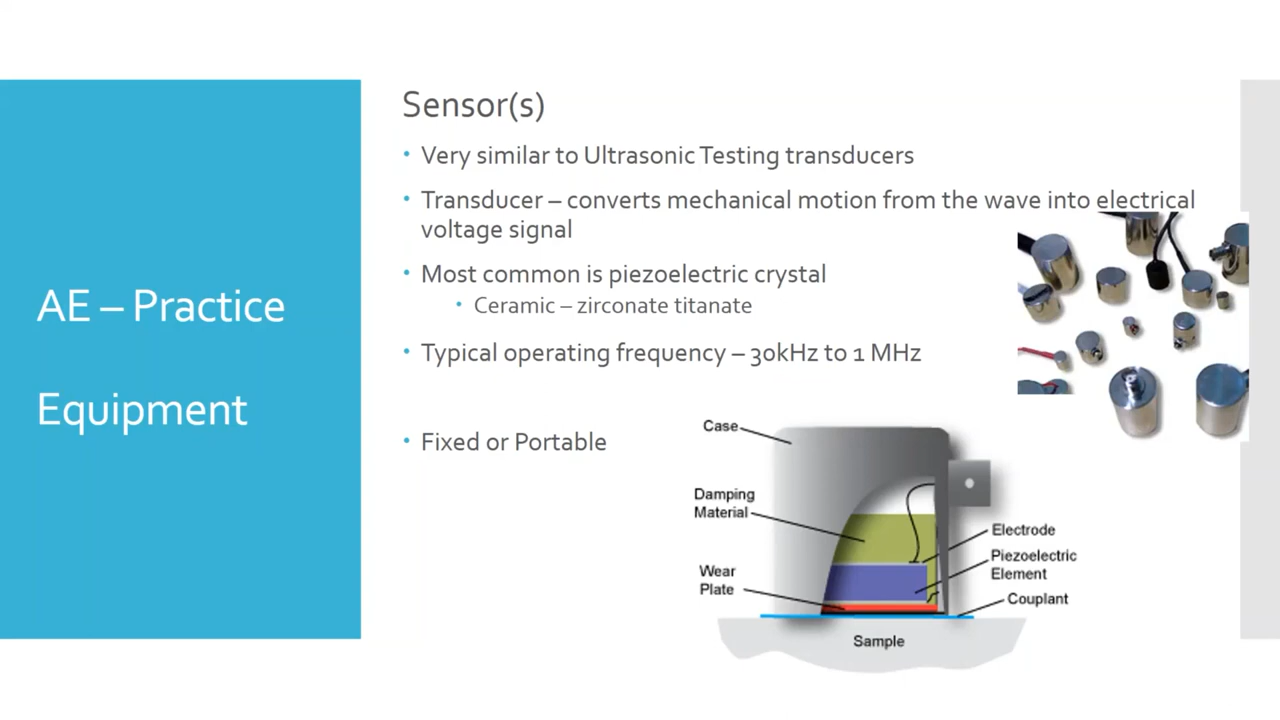 AE – Practice
Equipment
Sensor(s)
• Very similar to Ultrasonic Testing transducers
• Transducer – converts mechanical motion from the wave into electrical
voltage signal
• Most common is piezoelectric crystal
• Ceramic – zirconate titanate
• Typical operating frequency – 30kHz to 1 MHz
• Fixed or Portable
Case
Damping
Material
Wear
Plate
Electrode
Piezoelectric
Element
Couplant
Sample